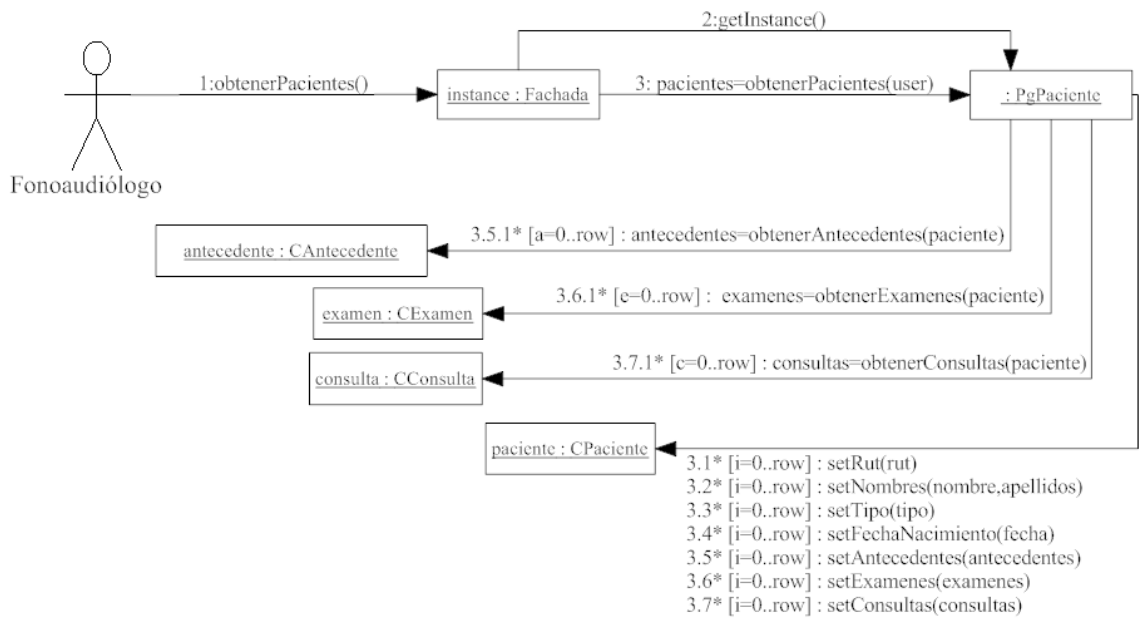 2:getInstance()
1:obtenerPacientes()
instance : Fachada
3: pacientes=obtenerPacientes(user)
: PgPaciente
Fonoaudiólogo
antecedente : CAntecedente
3.5.1* [a=0..row] : antecedentes=obtenerAntecedentes(paciente)
examen : CExamen
3.6.1* [e=0..row] : examenes=obtenerExamenes(paciente)
consulta : CConsulta
3.7.1* [c=0..row] : consultas=obtenerConsultas(paciente)
paciente : CPaciente
3.1* [i=0..row] : setRut(rut)
3.2* [i=0..row] : setNombres(nombre,apellidos)
3.3* [i=0..row] : setTipo(tipo)
3.4* [i=0..row] : setFechaNacimiento(fecha)
3.5* [i=0..row] : setAntecedentes(antecedentes)
3.6* [i=0..row] : setExamenes(examenes)
3.7* [i=0..row] : setConsultas(consultas)